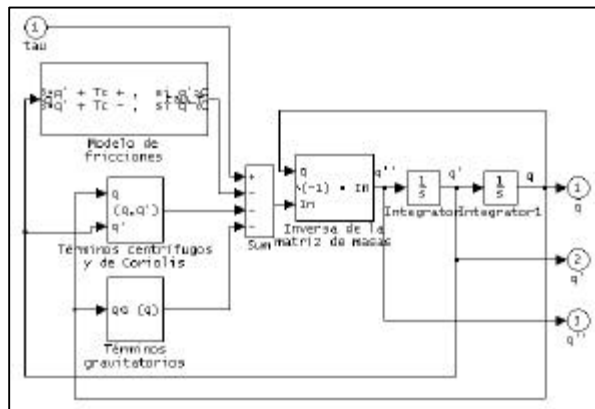 1
tau
Modelo de
fricciones
q
(q,q')
q'
Términos centrífugos
y de Coriolis
G (q)
Términos
gravitatorios
+
-
-
-
Sum
q
^(-1) * In
In
Inversa de la
matriz de masas
q''
1
s
Integrator
q'
1
s
Integrator1
q
1
q
2
q'
3
q''